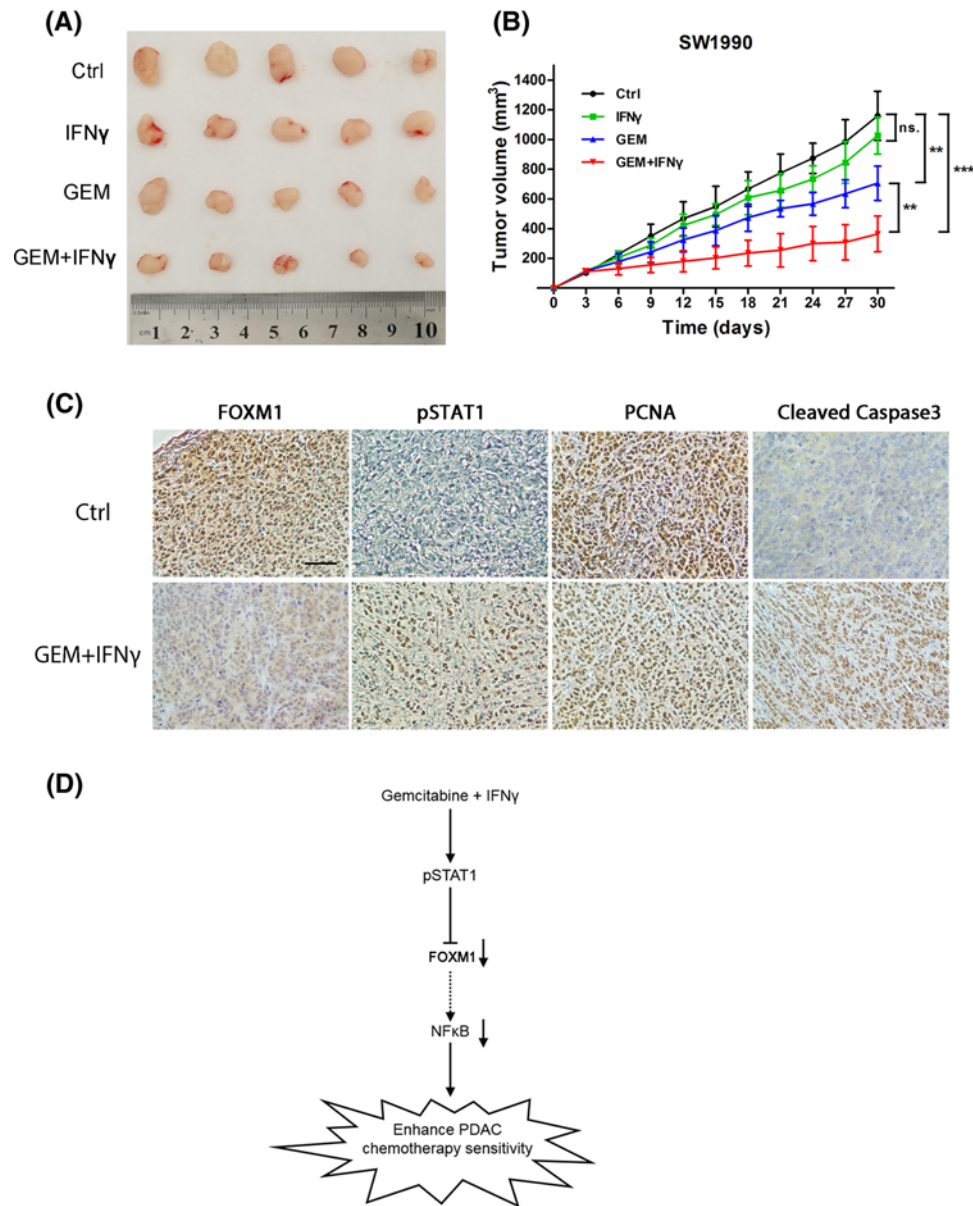 (A)
Ctrl
IFNγ
GEM
GEM+IFNγ
cm 1 2 3 4 5 6 7 8 9 10
(B)
SW1990
Tumor volume (mm³)
1400
1200
1000
800
600
400
200
Ctrl
IFNγ
GEM
GEM+IFNγ
ns.
**
***
**
0 3 6 9 12 15 18 21 24 27 30
Time (days)
(C)
FOXM1 pSTAT1 PCNA Cleaved Caspase3
Ctrl
GEM+IFNγ
(D)
Gemcitabine + IFNγ
pSTAT1
FOXM1
NFκB
Enhance PDAC
chemotherapy sensitivity